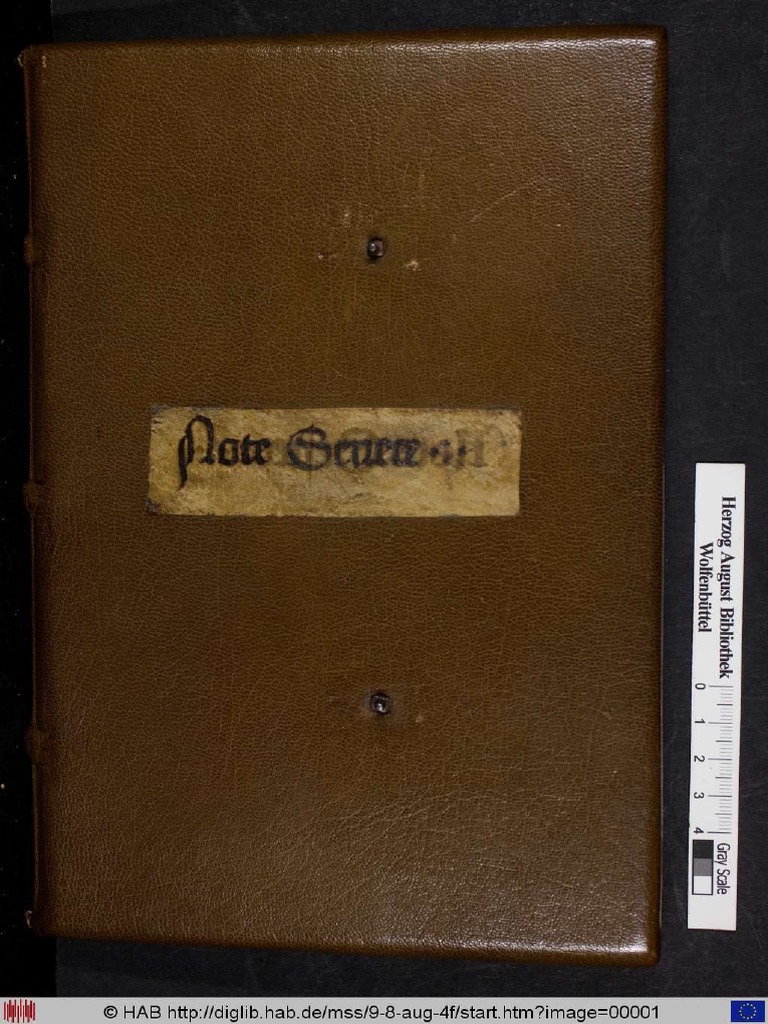 Note Senece
Herzog August Bibliothek
Wolfenbüttel
0 1 2 3 4
Gray Scale
© HAB http://diglib.hab.de/mss/9-8-aug-4f/start.htm?image=00001